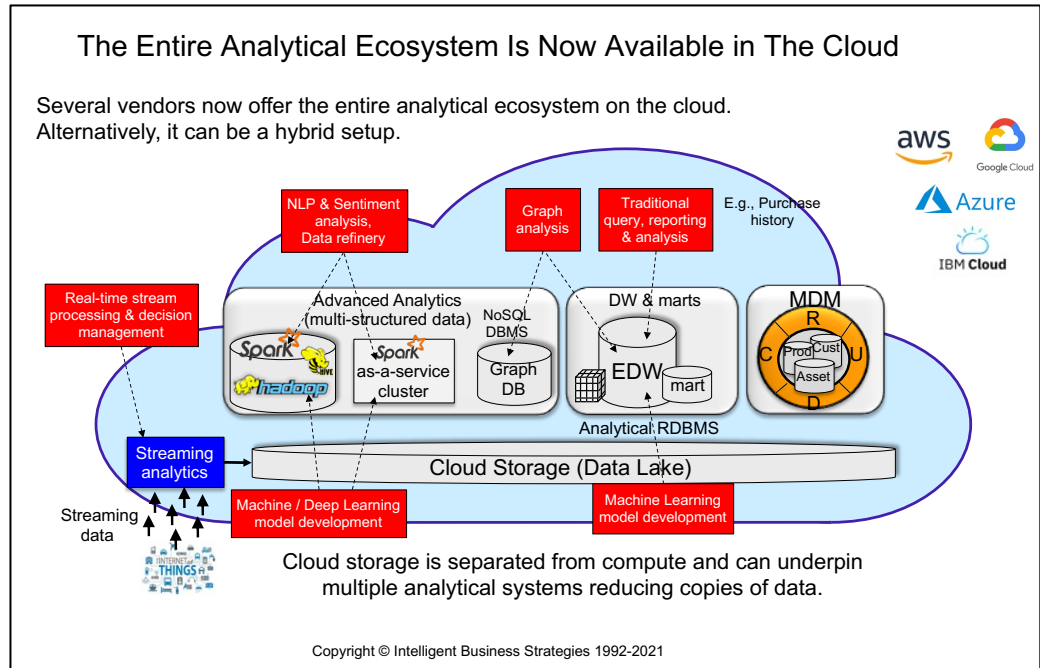 The Entire Analytical Ecosystem Is Now Available in The Cloud
Several vendors now offer the entire analytical ecosystem on the cloud.
Alternatively, it can be a hybrid setup.
aws
Google Cloud
Azure
IBM Cloud
NLP & Sentiment
analysis,
Data refinery
Graph
analysis
Traditional
query, reporting
& analysis
E.g., Purchase
history
Real-time stream
processing & decision
management
Advanced Analytics
(multi-structured data)
NoSQL
DBMS
DW & marts
MDM
Spark
HIVE
hadoop
Spark
as-a-service
cluster
Graph
DB
EDW
mart
R
C
U
D
Prod
Cust
Asset
Analytical RDBMS
Streaming
analytics
Cloud Storage (Data Lake)
Machine / Deep Learning
model development
Machine Learning
model development
Streaming
data
INTERNET of
THINGS
Cloud storage is separated from compute and can underpin
multiple analytical systems reducing copies of data.
Copyright © Intelligent Business Strategies 1992-2021